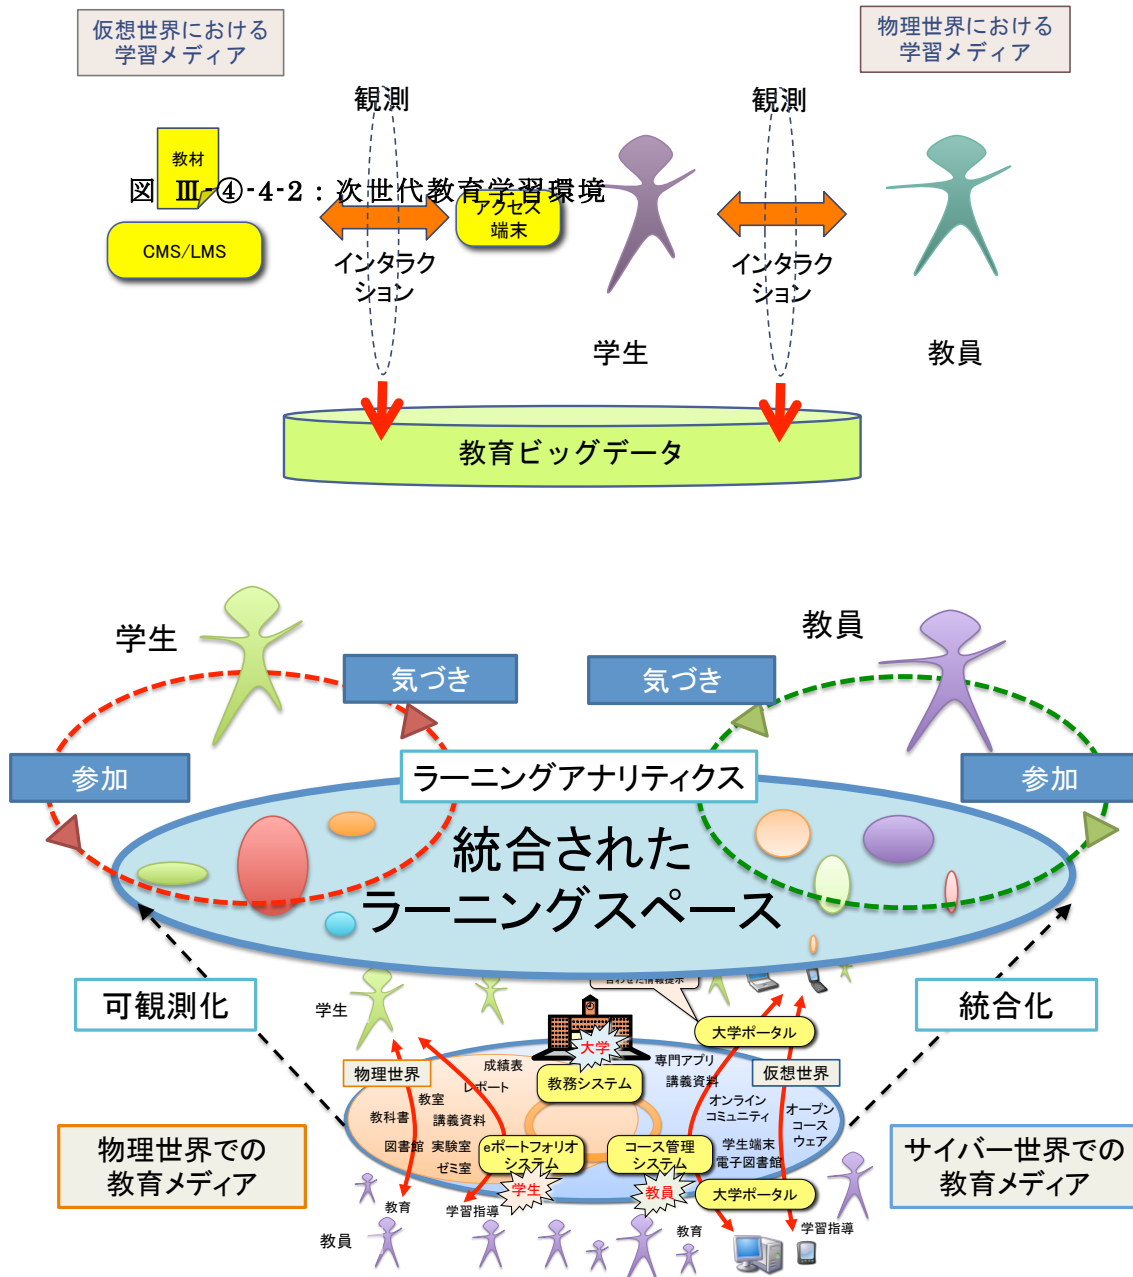 仮想世界における
学習メディア
物理世界における
学習メディア
観測
観測
教材
図 Ⅲ-④-4-2：次世代教育学習環境
アクセス
端末
CMS/LMS
インタラク
ション
インタラク
ション
学生
教員
教育ビッグデータ
学生
教員
気づき
気づき
参加
ラーニングアナリティクス
参加
統合された
ラーニングスペース
合わせた情報提示
可観測化
学生
統合化
大学
大学ポータル
物理世界
成績表
レポート
教務システム
専門アプリ
講義資料
仮想世界
教室
教科書
講義資料
オンライン
コミュニティ
オープン
コース
ウェア
図書館
実験室
ゼミ室
eポートフォリオ
システム
コース管理
システム
学生端末
電子図書館
物理世界での
教育メディア
サイバー世界での
教育メディア
学生
教員
大学ポータル
教育
学習指導
教育
学習指導
教員